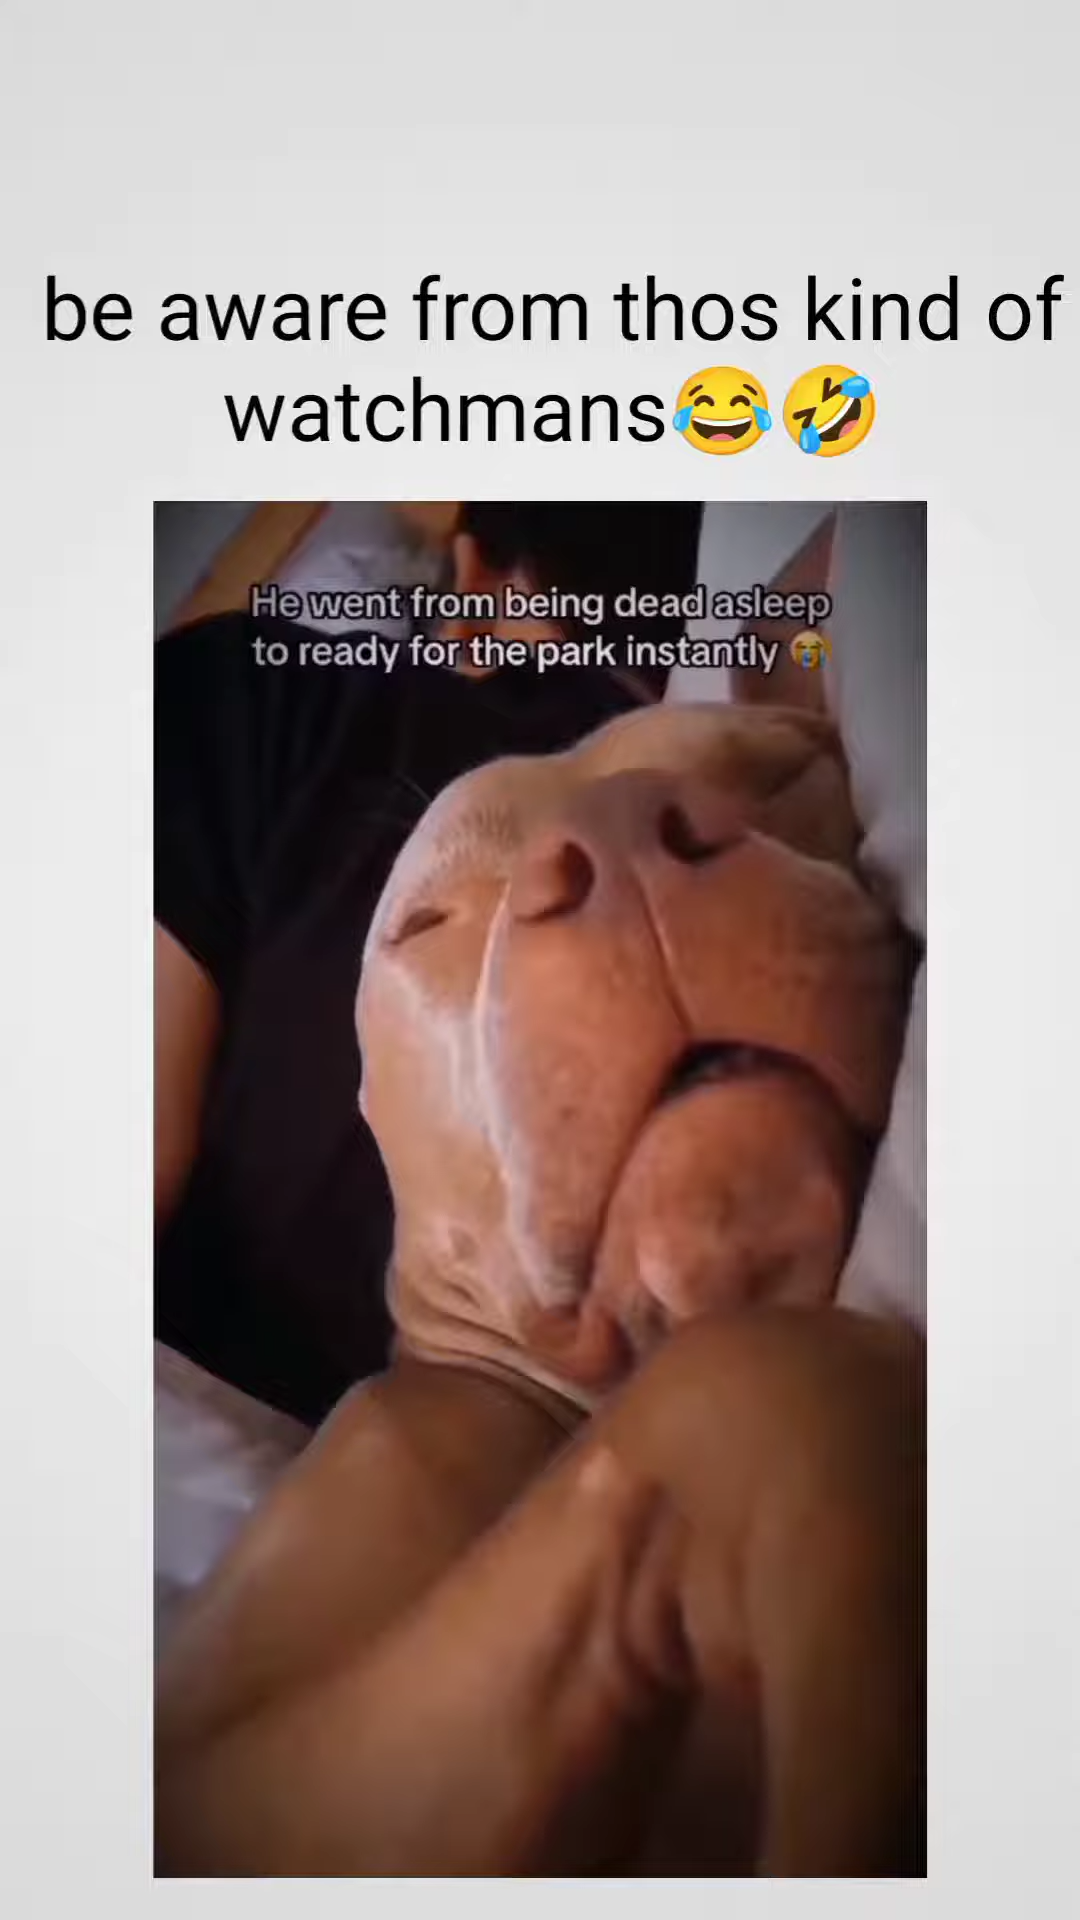 be aware from thos kind of
watchmans😂🤣
He went from being dead asleep
to ready for the park instantly 😭